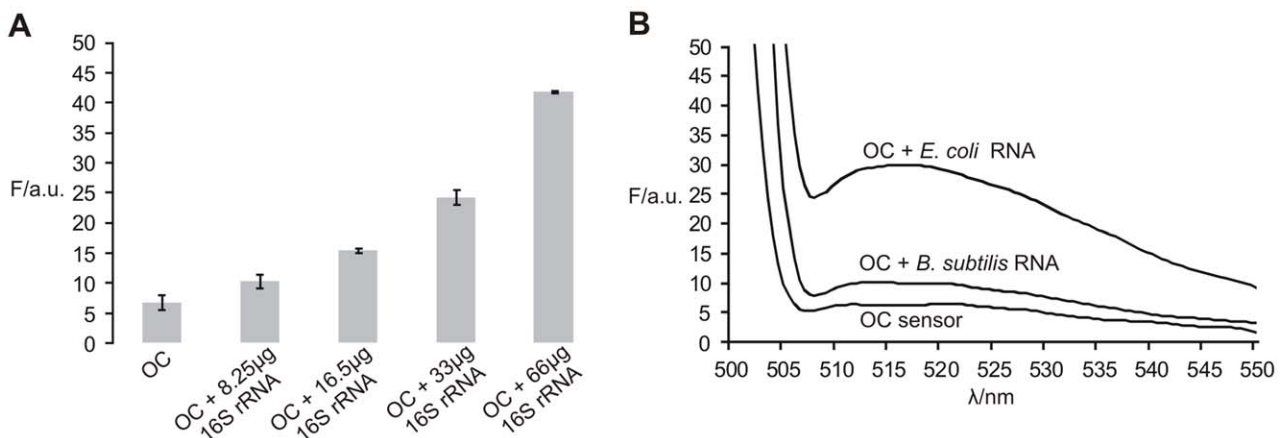 A
50
45
40
35
30
F/a.u.
25
20
15
10
5
0
OC
OC + 8.25µg
16S rRNA
OC + 16.5µg
16S rRNA
OC + 33µg
16S rRNA
OC + 66µg
16S rRNA
B
50
45
40
35
30
F/a.u.
25
20
15
10
5
0
OC + E. coli RNA
OC + B. subtilis RNA
OC sensor
500 505 510 515 520 525 530 535 540 545 550
λ/nm